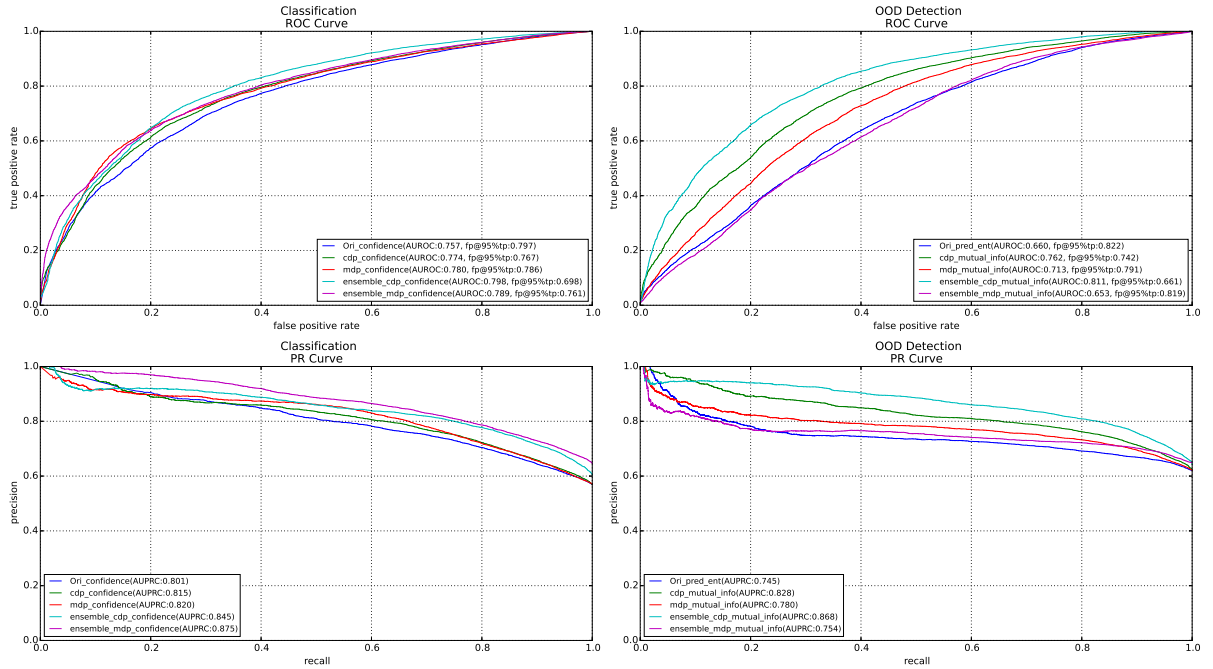 Classification
ROC Curve
1.0
0.8
0.6
0.4
0.2
0.0
true positive rate
0.0 0.2 0.4 0.6 0.8 1.0
false positive rate
Ori_confidence(AUROC:0.757, fp@95%tp:0.797)
cdp_confidence(AUROC:0.774, fp@95%tp:0.767)
mdp_confidence(AUROC:0.780, fp@95%tp:0.786)
ensemble_cdp_confidence(AUROC:0.798, fp@95%tp:0.698)
ensemble_mdp_confidence(AUROC:0.789, fp@95%tp:0.761)
OOD Detection
ROC Curve
1.0
0.8
0.6
0.4
0.2
0.0
true positive rate
0.0 0.2 0.4 0.6 0.8 1.0
false positive rate
Ori_pred_ent(AUROC:0.660, fp@95%tp:0.822)
cdp_mutual_info(AUROC:0.762, fp@95%tp:0.742)
mdp_mutual_info(AUROC:0.713, fp@95%tp:0.791)
ensemble_cdp_mutual_info(AUROC:0.811, fp@95%tp:0.661)
ensemble_mdp_mutual_info(AUROC:0.653, fp@95%tp:0.819)
Classification
PR Curve
1.0
0.8
0.6
0.4
0.2
0.0
precision
0.0 0.2 0.4 0.6 0.8 1.0
recall
Ori_confidence(AUPRC:0.801)
cdp_confidence(AUPRC:0.815)
mdp_confidence(AUPRC:0.820)
ensemble_cdp_confidence(AUPRC:0.845)
ensemble_mdp_confidence(AUPRC:0.875)
OOD Detection
PR Curve
1.0
0.8
0.6
0.4
0.2
0.0
precision
0.0 0.2 0.4 0.6 0.8 1.0
recall
Ori_pred_ent(AUPRC:0.745)
cdp_mutual_info(AUPRC:0.828)
mdp_mutual_info(AUPRC:0.780)
ensemble_cdp_mutual_info(AUPRC:0.868)
ensemble_mdp_mutual_info(AUPRC:0.754)